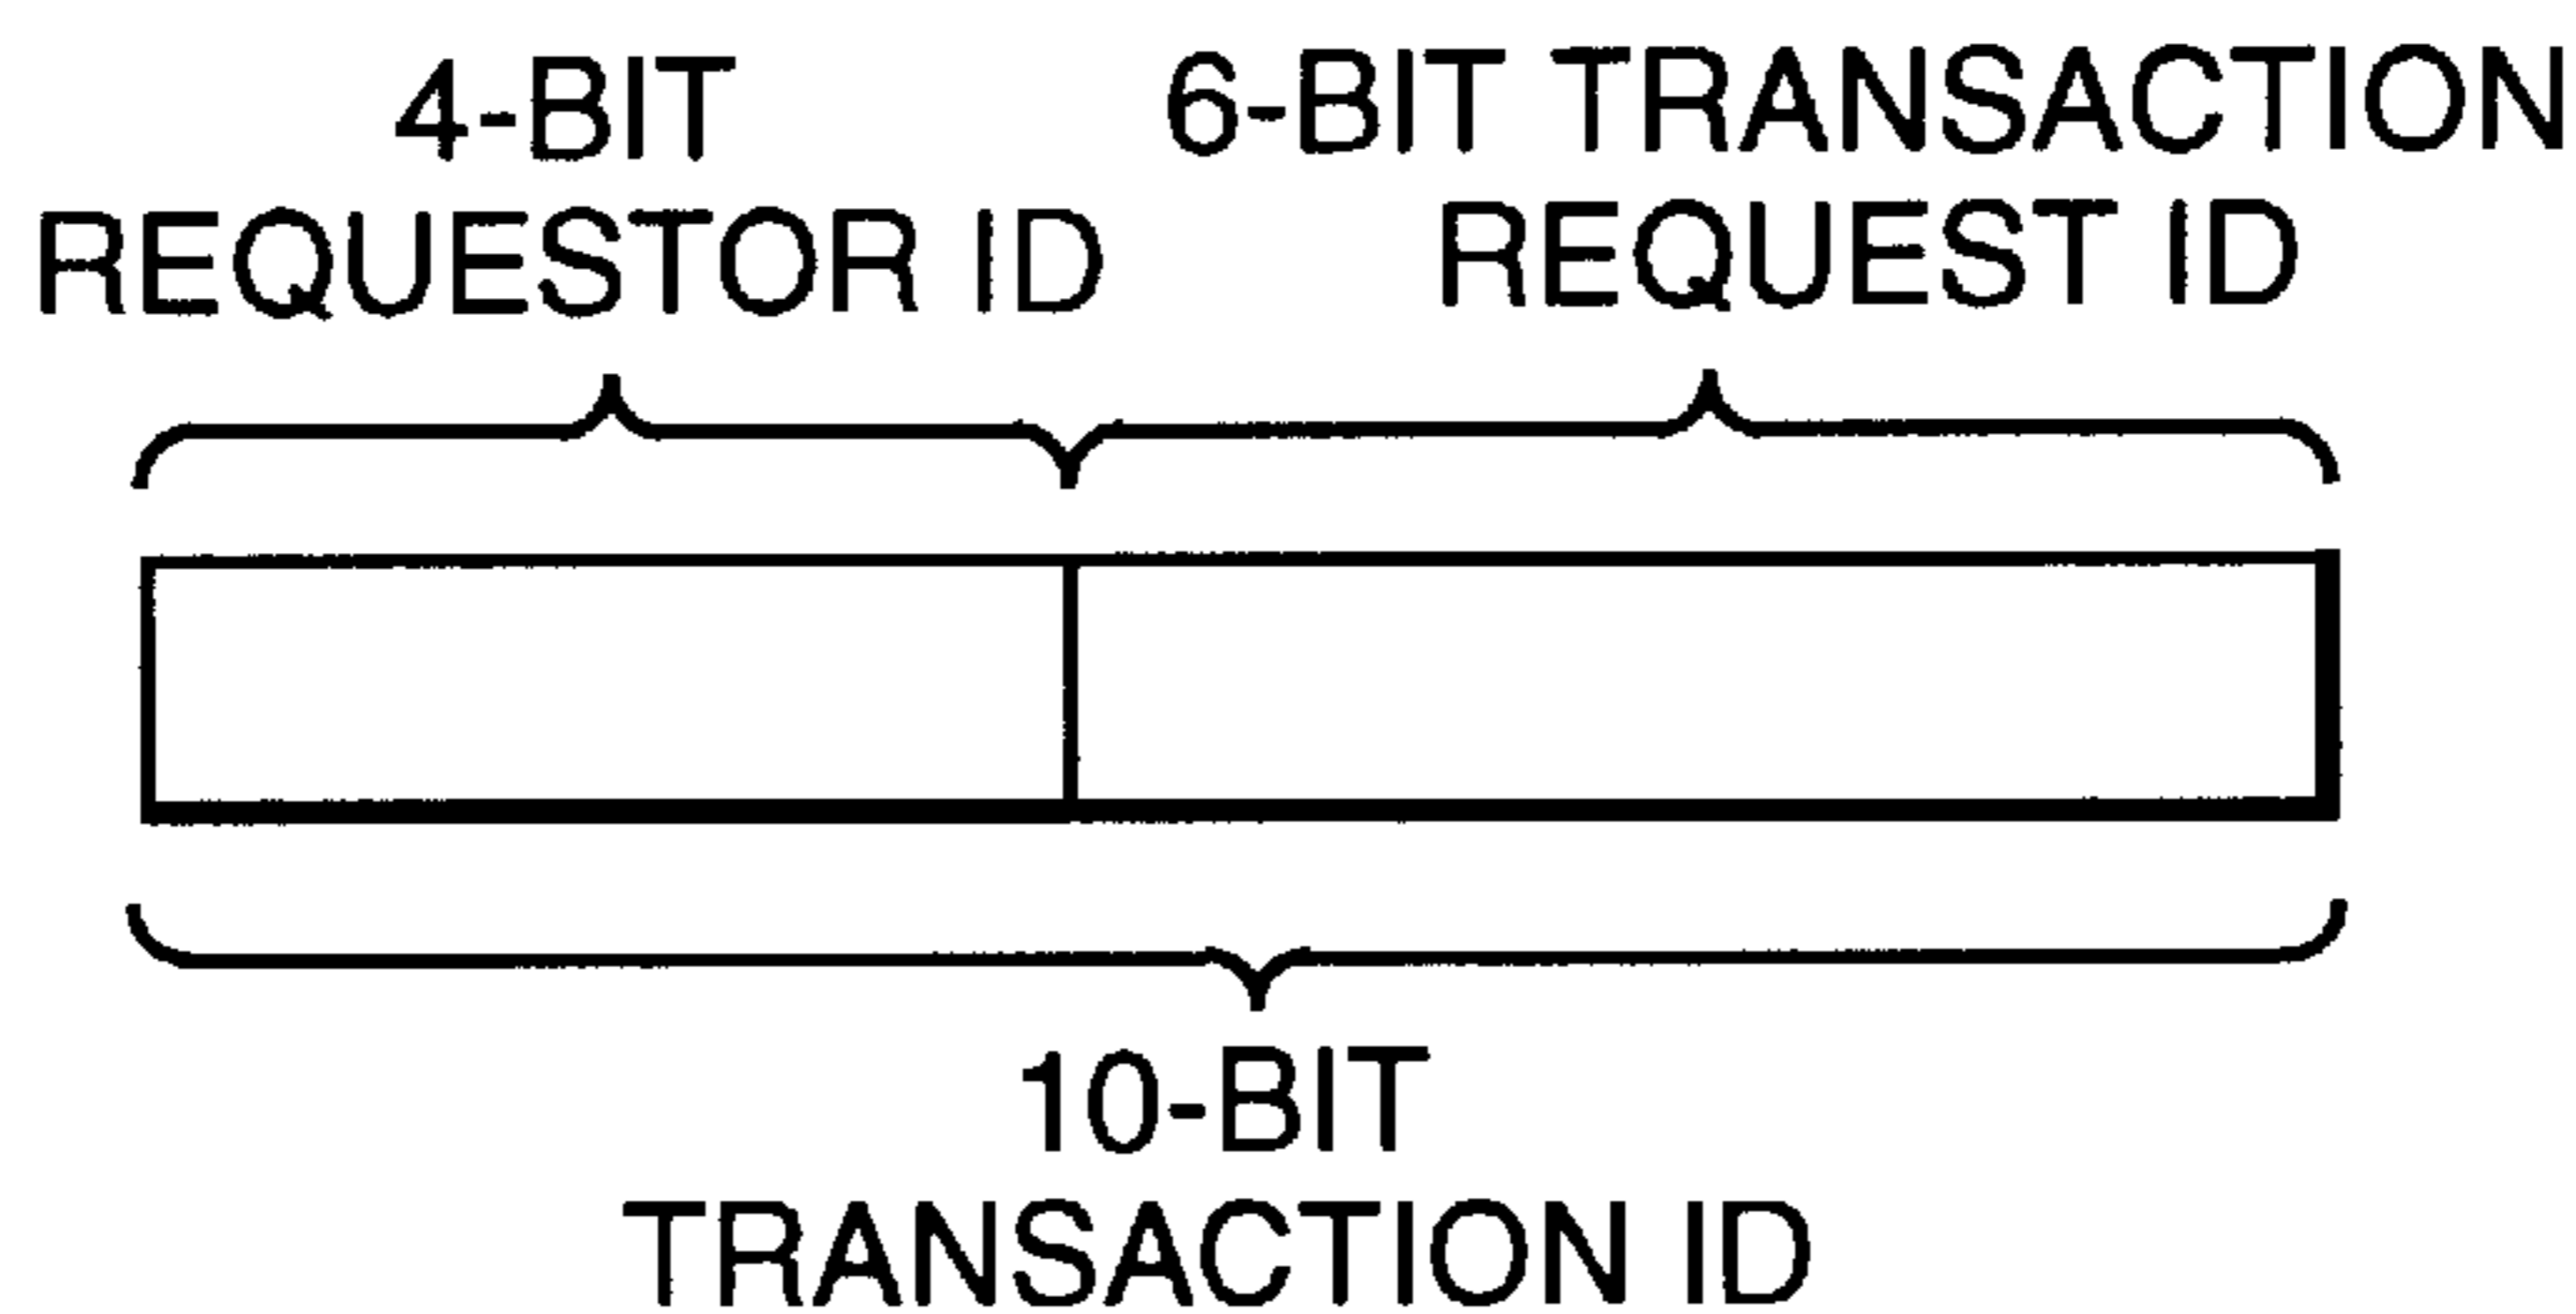 4-BIT
REQUESTOR ID
6-BIT TRANSACTION
REQUEST ID
10-BIT
TRANSACTION ID